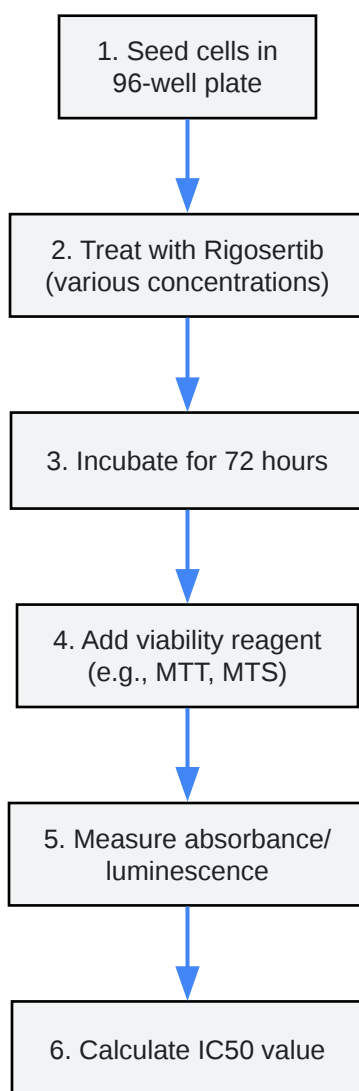 1. Seed cells in
96-well plate
2. Treat with Rigosertib
(various concentrations)
3. Incubate for 72 hours
4. Add viability reagent
(e.g., MTT, MTS)
5. Measure absorbance/
luminescence
6. Calculate IC50 value